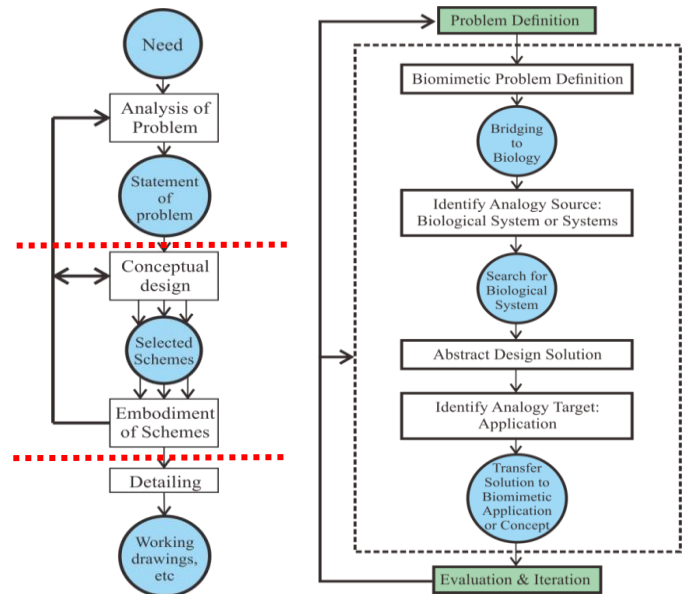 Need
Analysis of
Problem
Statement
of
problem
Conceptual
design
Selected
Schemes
Embodiment
of Schemes
Detailing
Working
drawings,
etc
Problem Definition
Biomimetic Problem Definition
Bridging
to
Biology
Identify Analogy Source:
Biological System or Systems
Search for
Biological
System
Abstract Design Solution
Identify Analogy Target:
Application
Transfer
Solution to
Biomimetic
Application
or Concept
Evaluation & Iteration